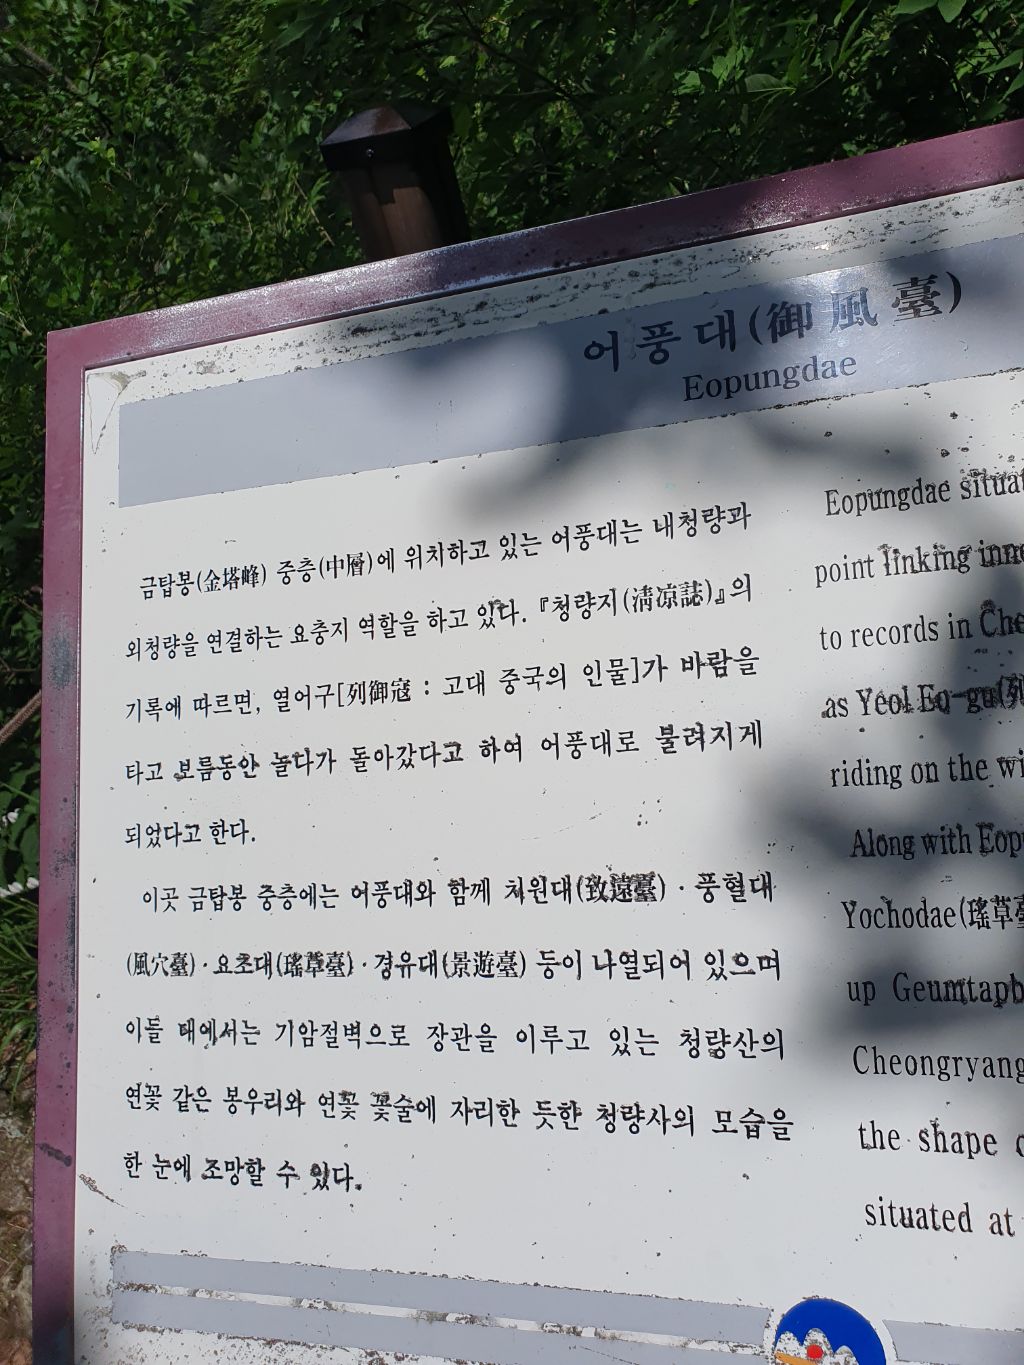 어풍대(御風臺)
Eopungdae
금탑봉(金塔峰) 중층(中層)에 위치하고 있는 어풍대는 내청량과
외청량을 연결하는 요충지 역할을 하고 있다. 『청량지(淸凉誌)』의
기록에 따르면, 열어구[列御寇 : 고대 중국의 인물]가 바람을
타고 보름동안 놀다가 돌아갔다고 하여 어풍대로 불려지게
되었다고 한다.
이곳 금탑봉 중층에는 어풍대와 함께 치원대(致遠臺) · 풍혈대
(風穴臺) · 요초대(瑤草臺) · 경유대(景遊臺) 등이 나열되어 있으며
이들 대에서는 기암절벽으로 장관을 이루고 있는 청량산의
연꽃 같은 봉우리와 연꽃 꽃술에 자리한 듯한 청량사의 모습을
한 눈에 조망할 수 있다.
Eopungdae
point linking
to records in
as Yeol Eo-gu(列
riding on the
Along with
Yochodae(瑤草臺
up
the shape
situated at